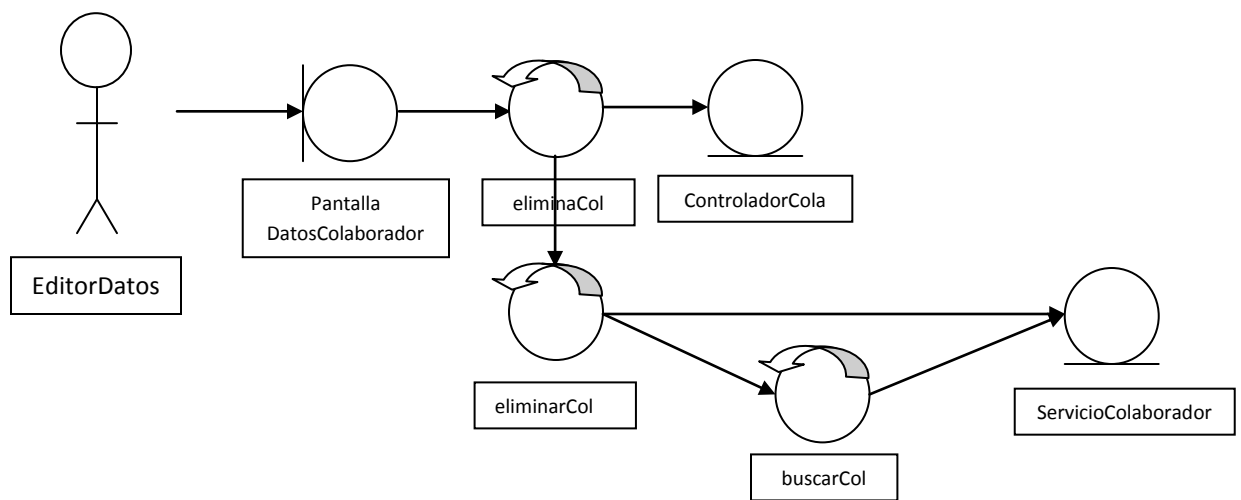 Pantalla
DatosColaborador
eliminaCol
ControladorCola
EditorDatos
eliminarCol
ServicioColaborador
buscarCol